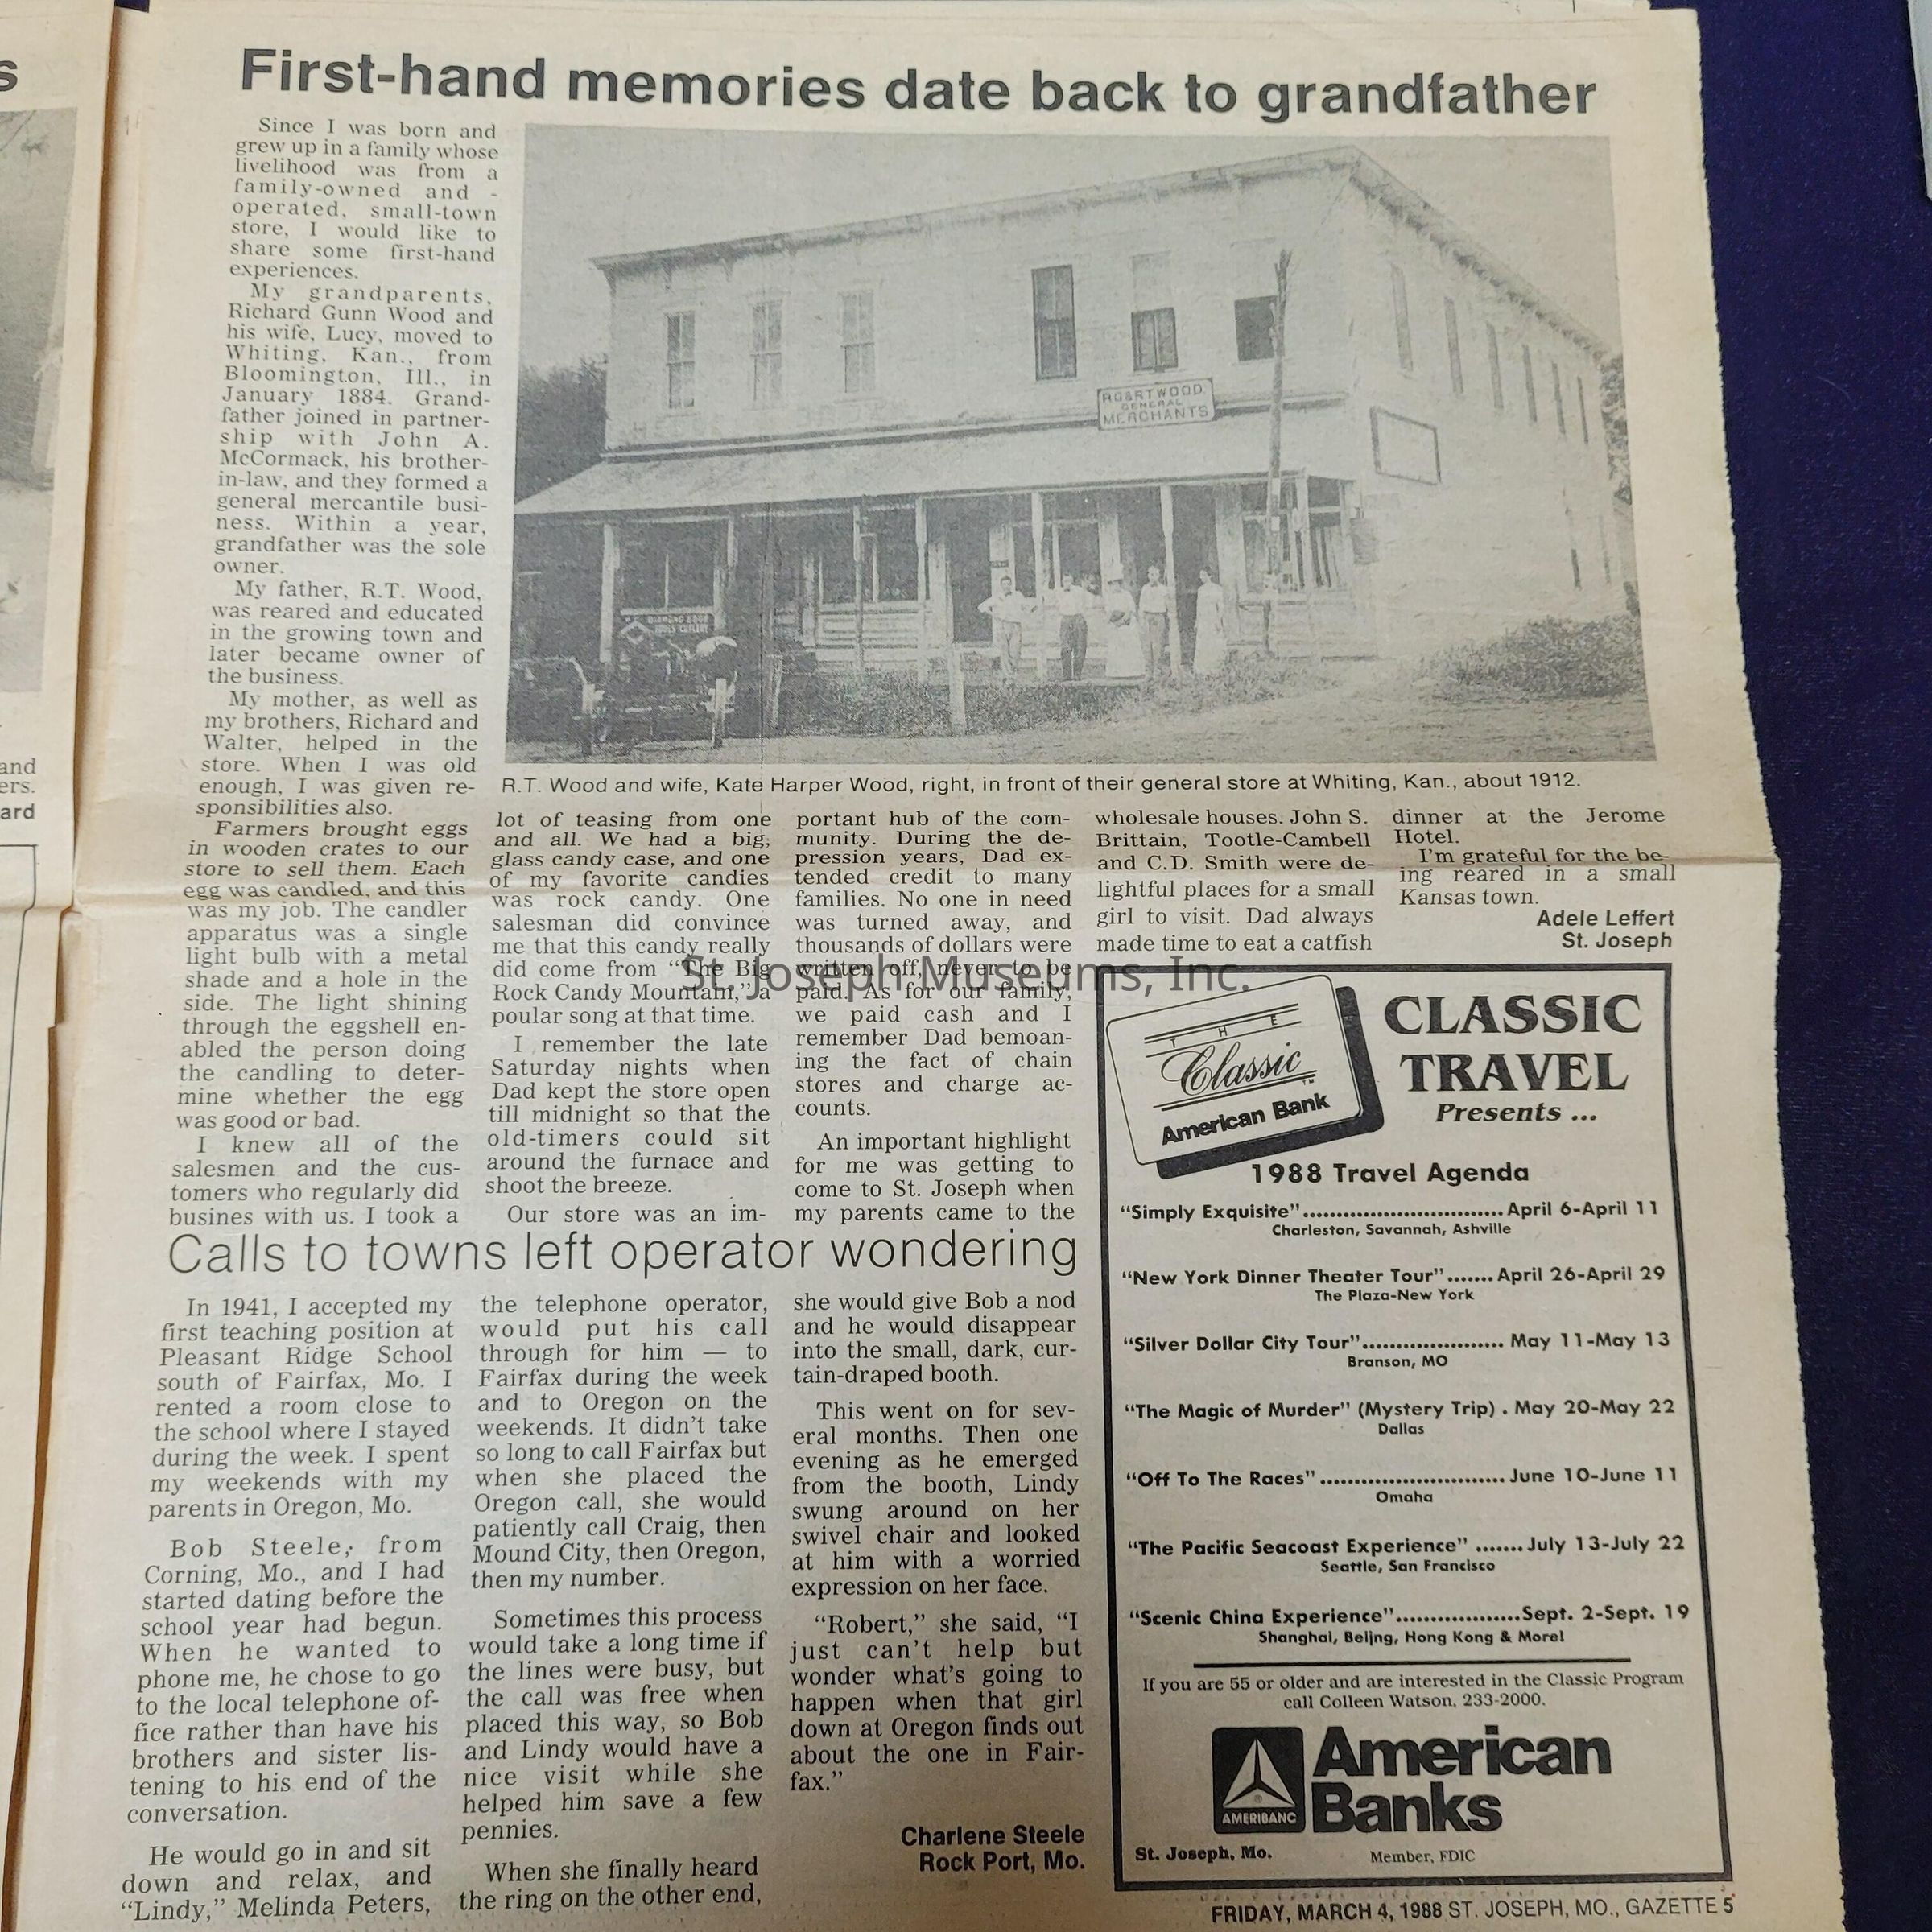 s
and
ers.
ard
First-hand memories date back to grandfather
Since I was born and
grew up in a family whose
livelihood was from a
family-owned and -
operated, small-town
store, I would like to
share some first-hand
experiences.
My grandparents,
Richard Gunn Wood and
his wife, Lucy, moved to
Whiting, Kan., from
Bloomington, Ill., in
January 1884. Grand-
father joined in partner-
ship with John A.
McCormack, his brother-
in-law, and they formed a
general mercantile busi-
ness. Within a year,
grandfather was the sole
owner.
My father, R.T. Wood,
was reared and educated
in the growing town and
later became owner of
the business.
My mother, as well as
my brothers, Richard and
Walter, helped in the
store. When I was old
enough, I was given re-
sponsibilities also.
Farmers brought eggs
in wooden crates to our
store to sell them. Each
egg was candled, and this
was my job. The candler
apparatus was a single
light bulb with a metal
shade and a hole in the
side. The light shining
through the eggshell en-
abled the person doing
the candling to deter-
mine whether the egg
was good or bad.
I knew all of the
salesmen and the cus-
tomers who regularly did
busines with us. I took a
RG&RTWOOD
GENERAL
MERCHANTS
DIAMOND EDGE
R.T. Wood and wife, Kate Harper Wood, right, in front of their general store at Whiting, Kan., about 1912.
lot of teasing from one
and all. We had a big,
glass candy case, and one
of my favorite candies
was rock candy. One
salesman did convince
me that this candy really
did come from "The Big
Rock Candy Mountain," a
poular song at that time.
I remember the late
Saturday nights when
Dad kept the store open
till midnight so that the
old-timers could sit
around the furnace and
shoot the breeze.
Our store was an im-
portant hub of the com-
munity. During the de-
pression years, Dad ex-
tended credit to many
families. No one in need
was turned away, and
thousands of dollars were
written off, never to be
paid. As for our family,
we paid cash and I
remember Dad bemoan-
ing the fact of chain
stores and charge ac-
counts.
An important highlight
for me was getting to
come to St. Joseph when
my parents came to the
wholesale houses. John S.
Brittain, Tootle-Cambell
and C.D. Smith were de-
lightful places for a small
girl to visit. Dad always
made time to eat a catfish
dinner at the Jerome
Hotel.
I'm grateful for the be-
ing reared in a small
Kansas town.
Adele Leffert
St. Joseph
St. Joseph Museums, Inc.
Calls to towns left operator wondering
In 1941, I accepted my
first teaching position at
Pleasant Ridge School
south of Fairfax, Mo. I
rented a room close to
the school where I stayed
during the week. I spent
my weekends with my
parents in Oregon, Mo.
Bob Steele, from
Corning, Mo., and I had
started dating before the
school year had begun.
When he wanted to
phone me, he chose to go
to the local telephone of-
fice rather than have his
brothers and sister lis-
tening to his end of the
conversation.
He would go in and sit
down and relax, and
"Lindy," Melinda Peters,
the telephone operator,
would put his call
through for him — to
Fairfax during the week
and to Oregon on the
weekends. It didn't take
so long to call Fairfax but
when she placed the
Oregon call, she would
patiently call Craig, then
Mound City, then Oregon,
then my number.
Sometimes this process
would take a long time if
the lines were busy, but
the call was free when
placed this way, so Bob
and Lindy would have a
nice visit while she
helped him save a few
pennies.
When she finally heard
the ring on the other end,
she would give Bob a nod
and he would disappear
into the small, dark, cur-
tain-draped booth.
This went on for sev-
eral months. Then one
evening as he emerged
from the booth, Lindy
swung around on her
swivel chair and looked
at him with a worried
expression on her face.
"Robert," she said, "I
just can't help but
wonder what's going to
happen when that girl
down at Oregon finds out
about the one in Fair-
fax."
Charlene Steele
Rock Port, Mo.
THE
Classic
™
American Bank
CLASSIC
TRAVEL
Presents ...
1988 Travel Agenda
"Simply Exquisite"..............................April 6-April 11
Charleston, Savannah, Ashville
"New York Dinner Theater Tour".......April 26-April 29
The Plaza-New York
"Silver Dollar City Tour"..................... May 11-May 13
Branson, MO
"The Magic of Murder" (Mystery Trip) . May 20-May 22
Dallas
"Off To The Races"............................ June 10-June 11
Omaha
"The Pacific Seacoast Experience" .......July 13-July 22
Seattle, San Francisco
"Scenic China Experience"..................Sept. 2-Sept. 19
Shanghai, Beijng, Hong Kong & More!
If you are 55 or older and are interested in the Classic Program
call Colleen Watson, 233-2000.
AMERIBANC
American
Banks
St. Joseph, Mo.
Member, FDIC
FRIDAY, MARCH 4, 1988 ST. JOSEPH, MO., GAZETTE 5